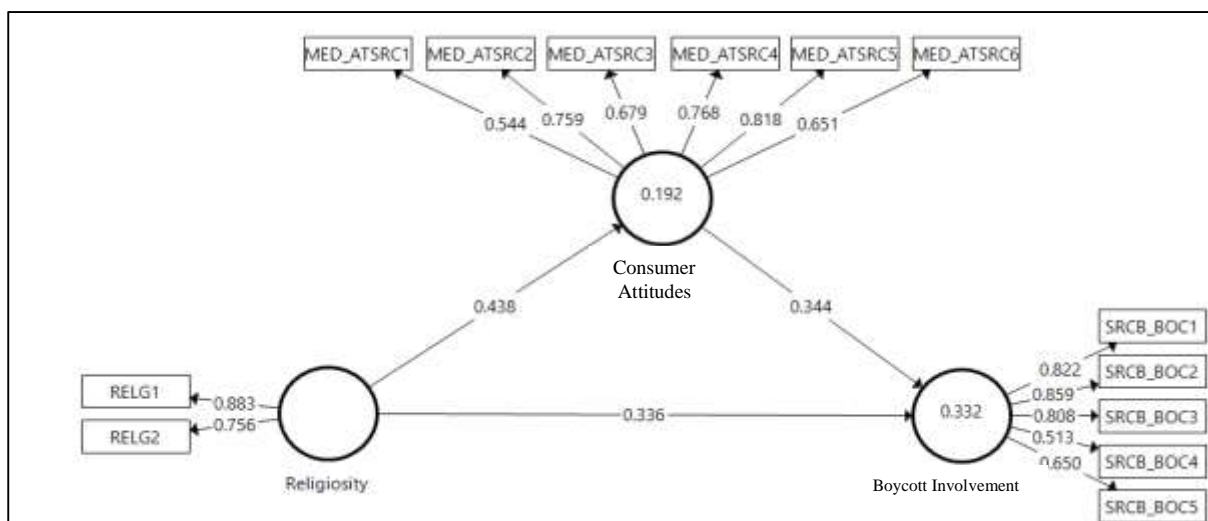 MED_ATSRC1 MED_ATSRC2 MED_ATSRC3 MED_ATSRC4 MED_ATSRC5 MED_ATSRC6
0.544 0.759 0.679 0.768 0.818 0.651
0.192
Consumer
Attitudes
0.438 0.344
SRCB_BOC1
0.822
SRCB_BOC2
RELG1
0.883
0.859
0.336
0.332
0.808
SRCB_BOC3
RELG2
0.756
0.513
SRCB_BOC4
0.650
Religiosity
Boycott Involvement
SRCB_BOC5